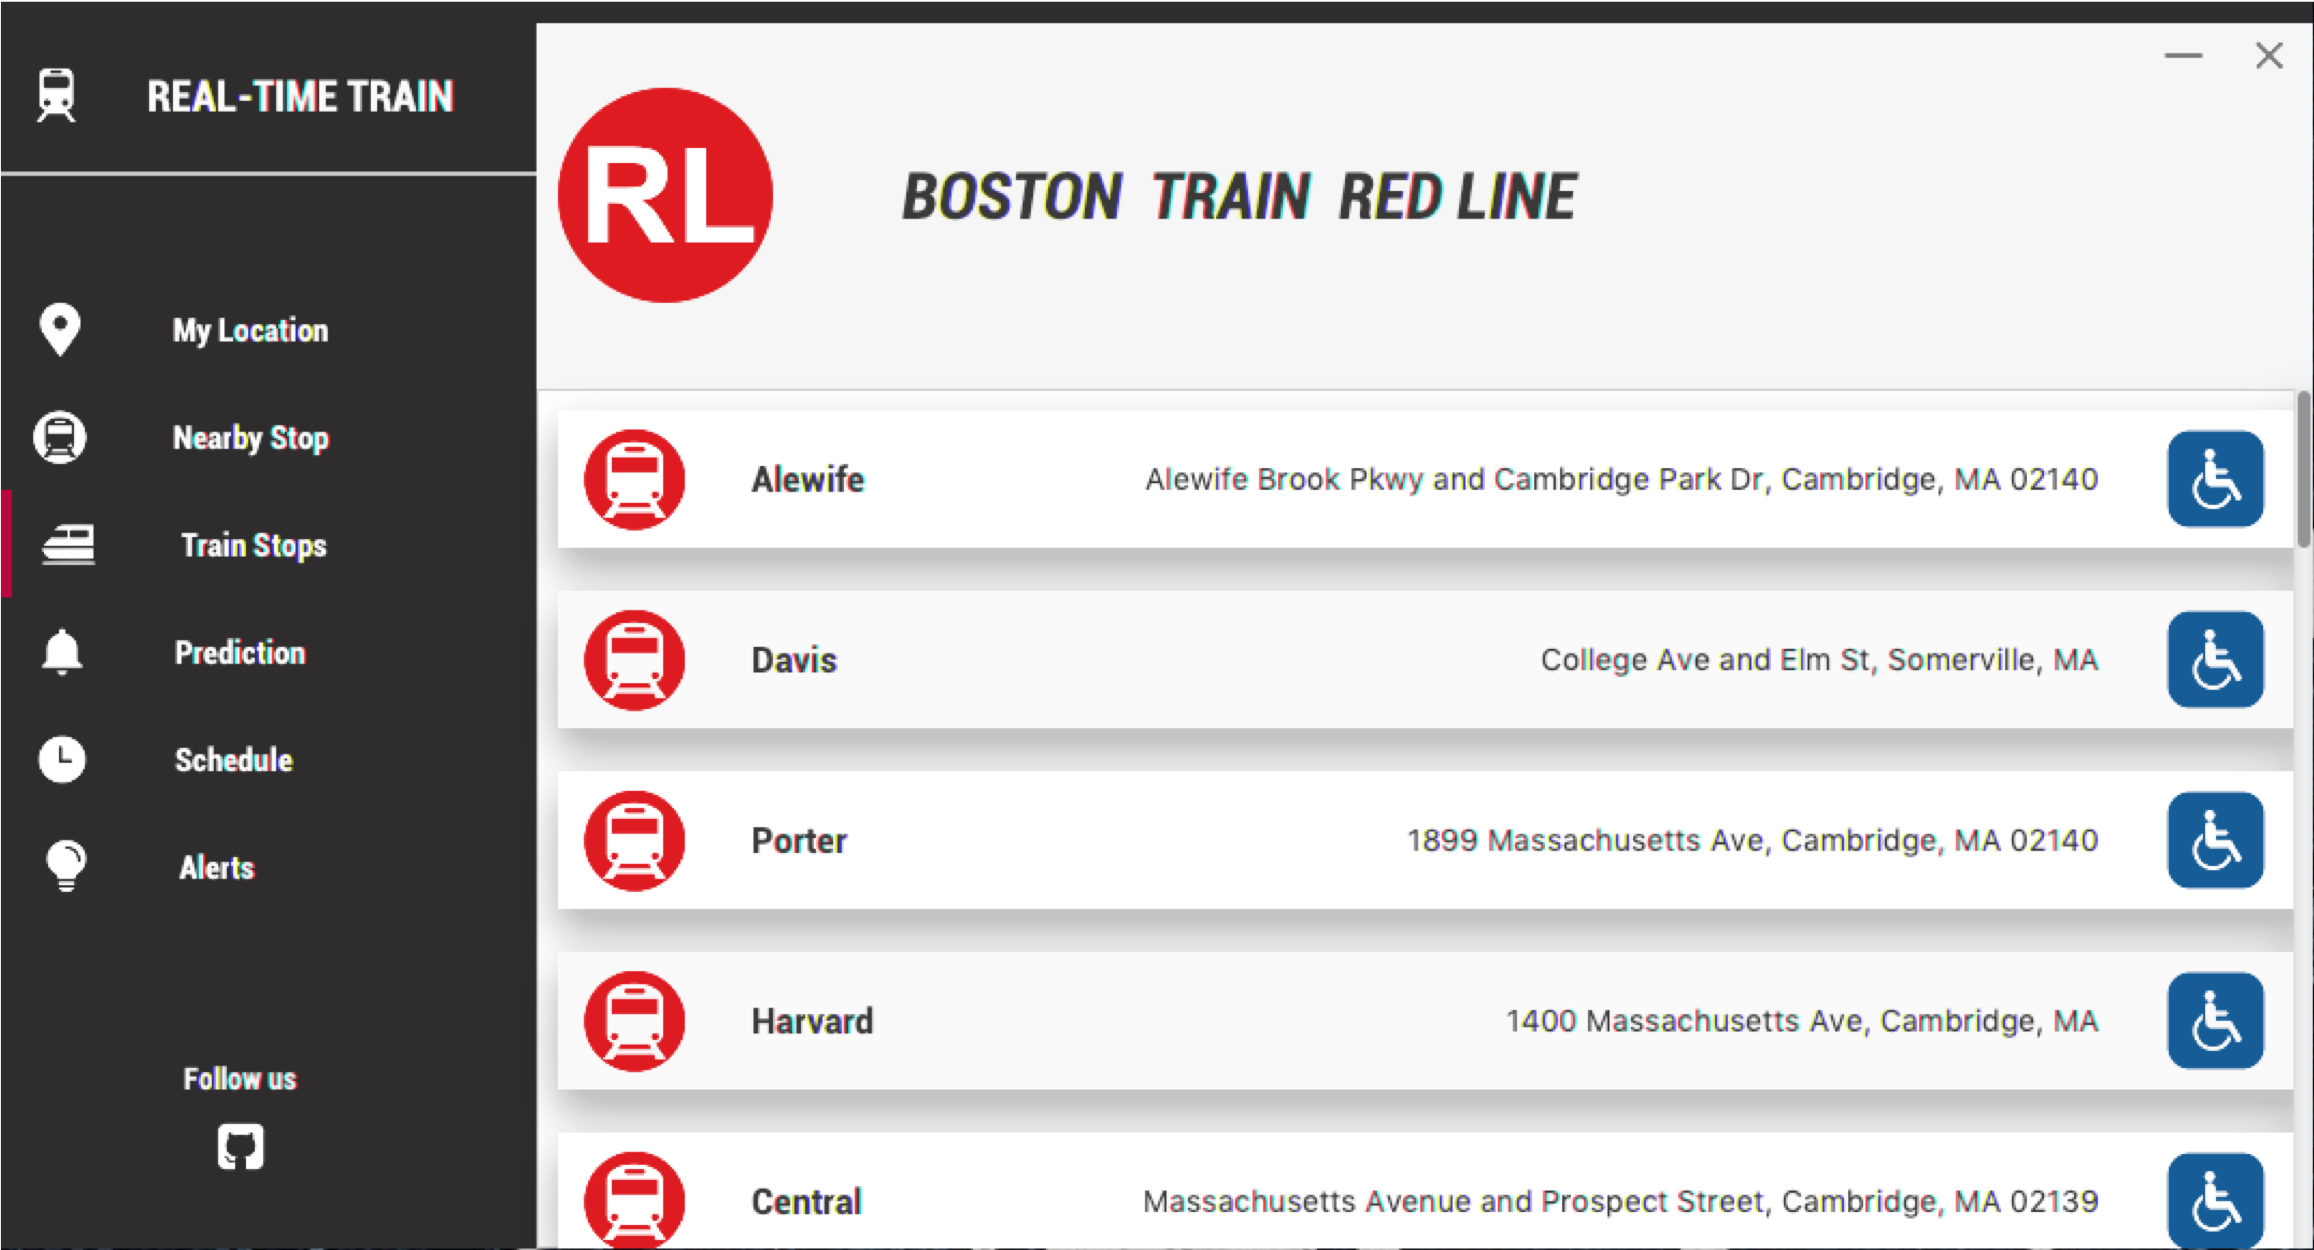 REAL-TIME TRAIN
My Location
Nearby Stop
Train Stops
Prediction
Schedule
Alerts
Follow us
RL
BOSTON TRAIN RED LINE
Alewife Alewife Brook Pkwy and Cambridge Park Dr, Cambridge, MA 02140
Davis College Ave and Elm St, Somerville, MA
Porter 1899 Massachusetts Ave, Cambridge, MA 02140
Harvard 1400 Massachusetts Ave, Cambridge, MA
Central Massachusetts Avenue and Prospect Street, Cambridge, MA 02139